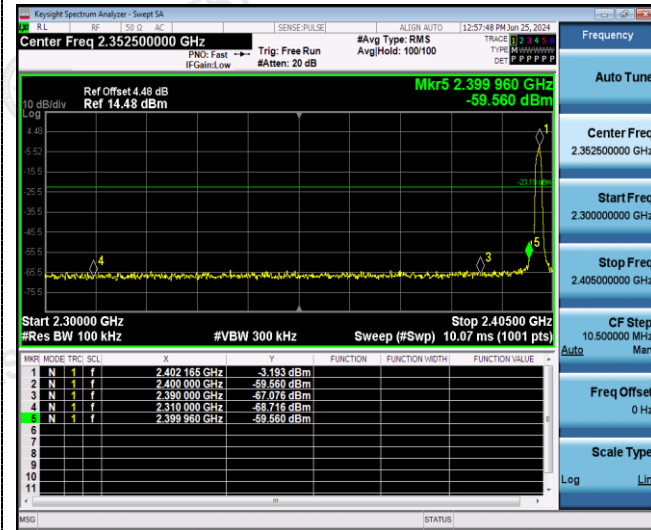 Keysight Spectrum Analyzer - Swept SA
RL RF 50 Ω AC SENSE:PULSE ALIGN AUTO 12:57:48 PM Jun 25, 2024
Center Freq 2.352500000 GHz
PNO: Fast
IFGain:Low
Trig: Free Run
#Atten: 20 dB
#Avg Type: RMS
Avg|Hold: 100/100
TRACE 1 2 3 4 5 6
TYPE M WWWWW
DET P P P P P P
Frequency
Mkr5 2.399 960 GHz
-59.560 dBm
Ref Offset 4.48 dB
10 dB/div Ref 14.48 dBm
Log
4.48
-5.52
-15.5
-25.5
-35.5
-45.5
-55.5
-65.5
-75.5
1
-23.19 dBm
5
3
4
Start 2.30000 GHz Stop 2.40500 GHz
#Res BW 100 kHz #VBW 300 kHz Sweep (#Swp) 10.07 ms (1001 pts)
MKR MODE TRC SCL X Y FUNCTION FUNCTION WIDTH FUNCTION VALUE
1 N 1 f 2.402 165 GHz -3.193 dBm
2 N 1 f 2.400 000 GHz -59.560 dBm
3 N 1 f 2.390 000 GHz -67.076 dBm
4 N 1 f 2.310 000 GHz -68.716 dBm
5 N 1 f 2.399 960 GHz -59.560 dBm
6
7
8
9
10
11
MSG STATUS
Auto Tune
Center Freq
2.352500000 GHz
Start Freq
2.300000000 GHz
Stop Freq
2.405000000 GHz
CF Step
10.500000 MHz
Auto Man
Freq Offset
0 Hz
Scale Type
Log Lin